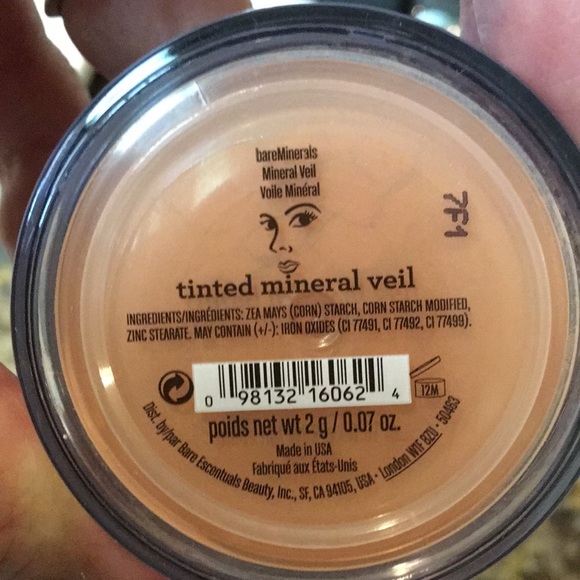 bareMinerals
Mineral Veil
Voile Minéral
7F1
tinted mineral veil
INGREDIENTS/INGRÉDIENTS: ZEA MAYS (CORN) STARCH, CORN STARCH MODIFIED,
ZINC STEARATE. MAY CONTAIN (+/-): IRON OXIDES (CI 77491, CI 77492, CI 77499).
0 98132 16062 4
12M
poids net wt 2 g / 0.07 oz.
Made in USA
Fabriqué aux États-Unis
Dist. by/par Bare Escentuals Beauty, Inc., SF, CA 94105, USA • London W1F 8ZU • 50463